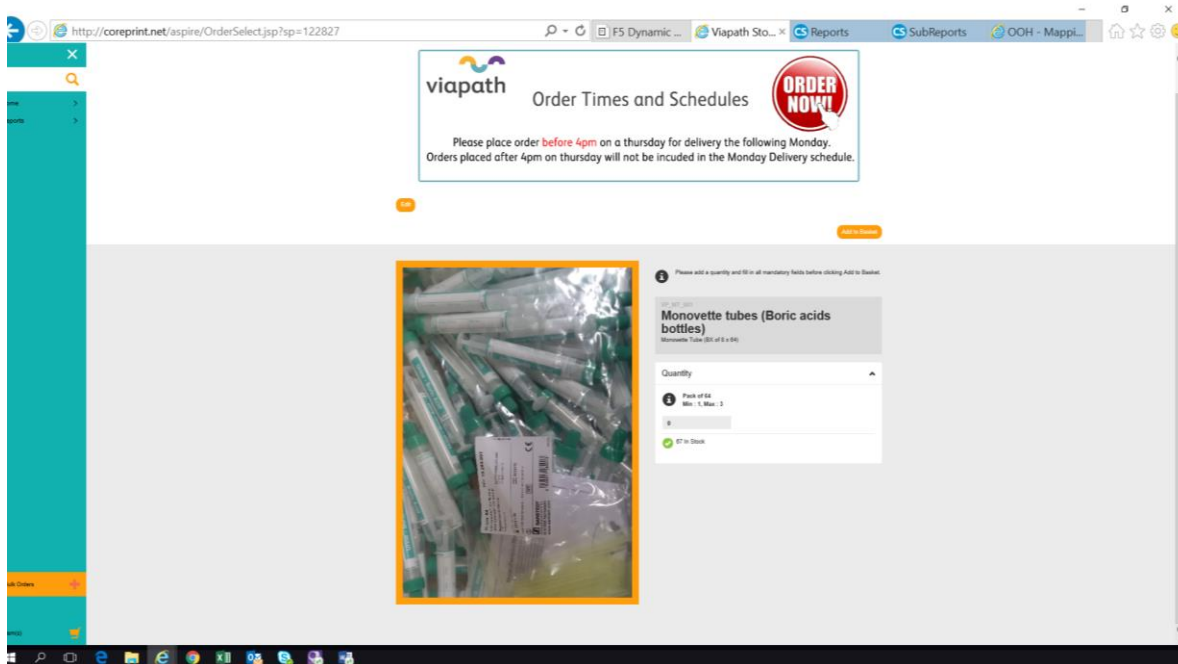 http://coreprint.net/aspire/OrderSelect.jsp?sp=122827
F5 Dynamic ...
Viapath Sto...
CS Reports
CS SubReports
OOH - Mappi...
viapath
Order Times and Schedules
ORDER
NOW!
Please place order before 4pm on a thursday for delivery the following Monday.
Orders placed after 4pm on thursday will not be incuded in the Monday Delivery schedule.
Edit
Add to Basket
Please add a quantity and fill in all mandatory fields before clicking Add to Basket.
Monovette tubes (Boric acids
bottles)
Monovette Tube (BX of 8 x 64)
Quantity
Pack of 64
Min : 1, Max : 3
0
67 In Stock
Orders